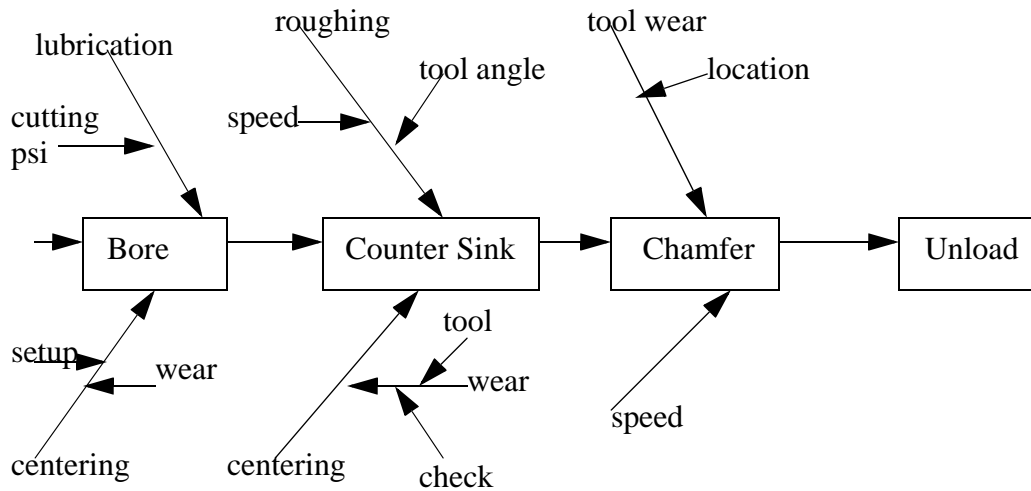 roughing
tool wear
lubrication
tool angle
location
cutting
psi
speed
Bore
Counter Sink
Chamfer
Unload
setup
wear
tool
wear
speed
centering
centering
check